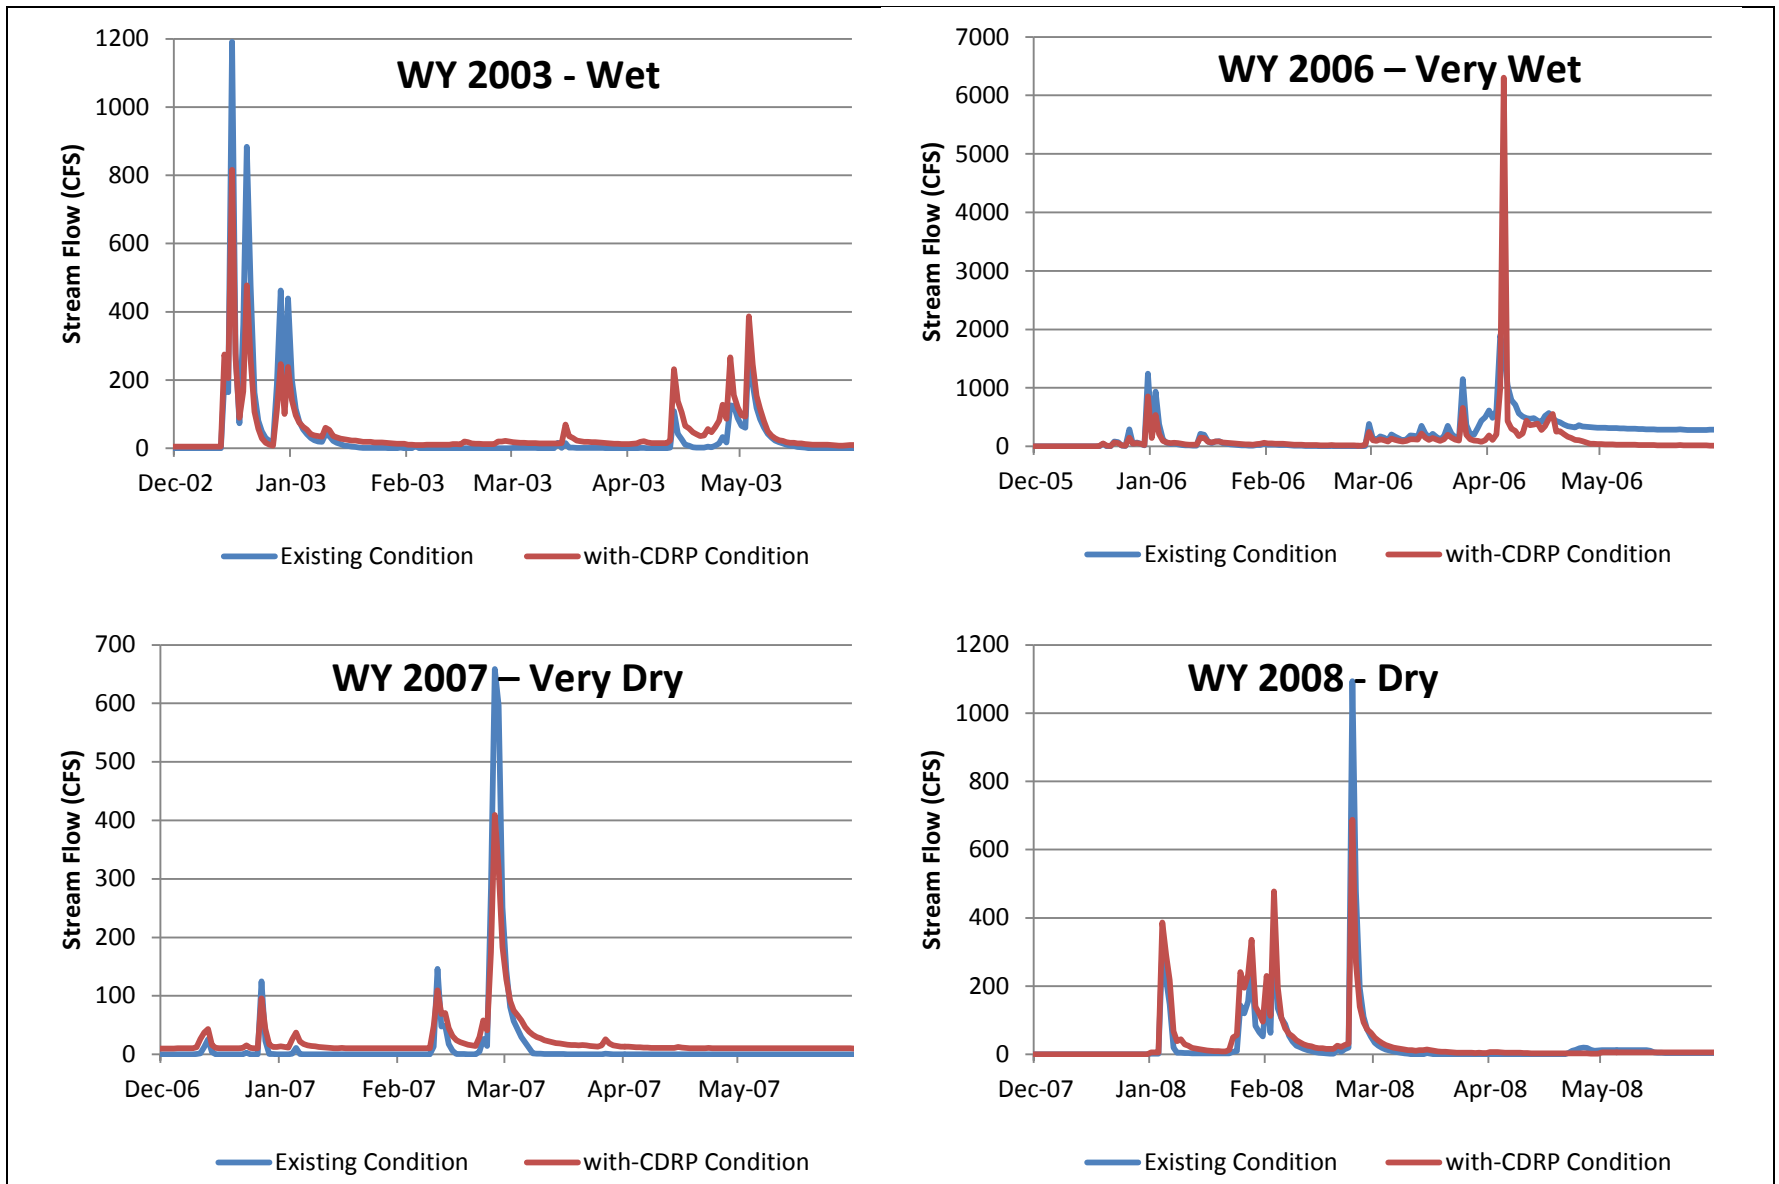 WY 2003 - Wet
Stream Flow (CFS)
1200
1000
800
600
400
200
0
Dec-02 Jan-03 Feb-03 Mar-03 Apr-03 May-03
Existing Condition with-CDRP Condition
WY 2006 – Very Wet
Stream Flow (CFS)
7000
6000
5000
4000
3000
2000
1000
0
Dec-05 Jan-06 Feb-06 Mar-06 Apr-06 May-06
Existing Condition with-CDRP Condition
WY 2007 – Very Dry
Stream Flow (CFS)
700
600
500
400
300
200
100
0
Dec-06 Jan-07 Feb-07 Mar-07 Apr-07 May-07
Existing Condition with-CDRP Condition
WY 2008 - Dry
Stream Flow (CFS)
1200
1000
800
600
400
200
0
Dec-07 Jan-08 Feb-08 Mar-08 Apr-08 May-08
Existing Condition with-CDRP Condition